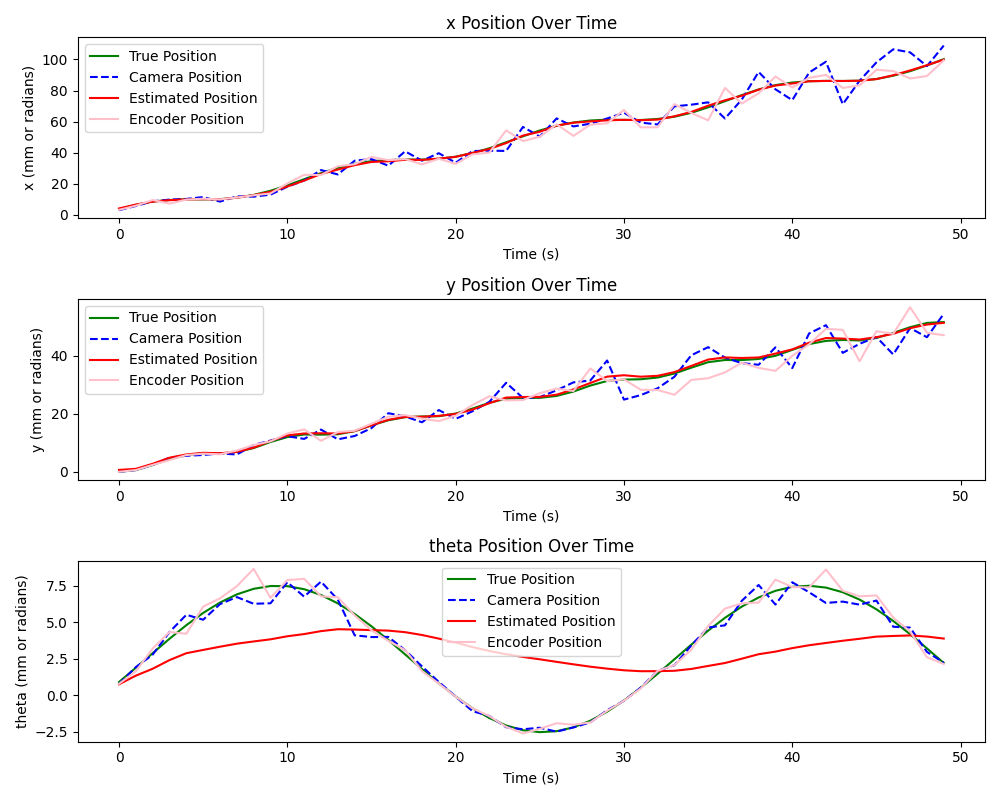 x Position Over Time
True Position
Camera Position
Estimated Position
Encoder Position
x (mm or radians)
100
80
60
40
20
0
0 10 20 30 40 50
Time (s)
y Position Over Time
True Position
Camera Position
Estimated Position
Encoder Position
y (mm or radians)
40
20
0
0 10 20 30 40 50
Time (s)
theta Position Over Time
True Position
Camera Position
Estimated Position
Encoder Position
theta (mm or radians)
7.5
5.0
2.5
0.0
−2.5
0 10 20 30 40 50
Time (s)